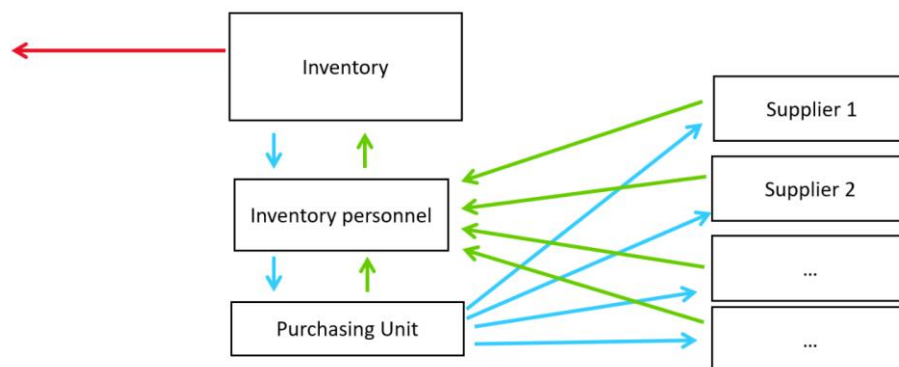 Inventory
Supplier 1
Supplier 2
Inventory personnel
...
Purchasing Unit
...